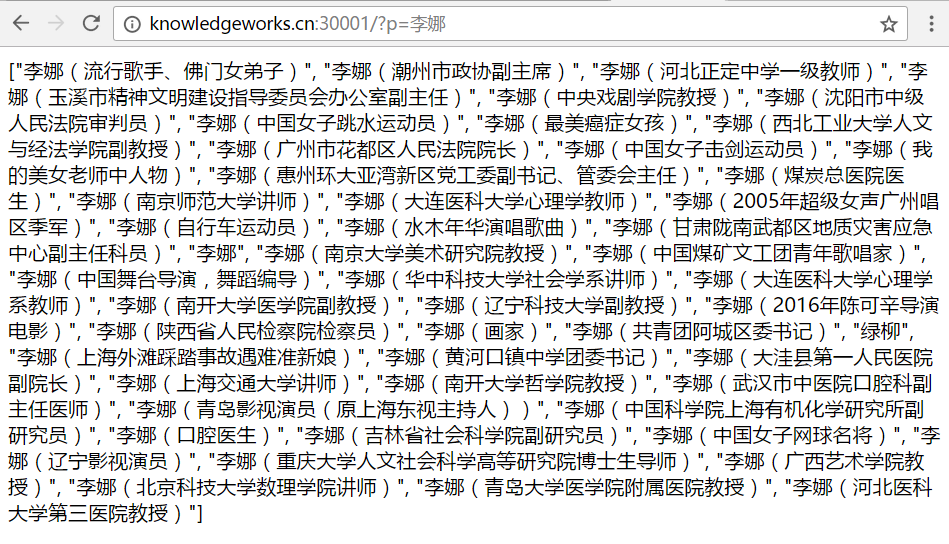 knowledgeworks.cn:30001/?p=李娜
["李娜（流行歌手、佛门女弟子）", "李娜（潮州市政协副主席）", "李娜（河北正定中学一级教师）", "李
娜（玉溪市精神文明建设指导委员会办公室副主任）", "李娜（中央戏剧学院教授）", "李娜（沈阳市中级
人民法院审判员）", "李娜（中国女子跳水运动员）", "李娜（最美癌症女孩）", "李娜（西北工业大学人文
与经法学院副教授）", "李娜（广州市花都区人民法院院长）", "李娜（中国女子击剑运动员）", "李娜（我
的美女老师中人物）", "李娜（惠州环大亚湾新区党工委副书记、管委会主任）", "李娜（煤炭总医院医
生）", "李娜（南京师范大学讲师）", "李娜（大连医科大学心理学教师）", "李娜（2005年超级女声广州唱
区季军）", "李娜（自行车运动员）", "李娜（水木年华演唱歌曲）", "李娜（甘肃陇南武都区地质灾害应急
中心副主任科员）", "李娜", "李娜（南京大学美术研究院教授）", "李娜（中国煤矿文工团青年歌唱家）",
"李娜（中国舞台导演，舞蹈编导）", "李娜（华中科技大学社会学系讲师）", "李娜（大连医科大学心理学
系教师）", "李娜（南开大学医学院副教授）", "李娜（辽宁科技大学副教授）", "李娜（2016年陈可辛导演
电影）", "李娜（陕西省人民检察院检察员）", "李娜（画家）", "李娜（共青团阿城区委书记）", "绿柳",
"李娜（上海外滩踩踏事故遇难准新娘）", "李娜（黄河口镇中学团委书记）", "李娜（大洼县第一人民医院
副院长）", "李娜（上海交通大学讲师）", "李娜（南开大学哲学院教授）", "李娜（武汉市中医院口腔科副
主任医师）", "李娜（青岛影视演员（原上海东视主持人））", "李娜（中国科学院上海有机化学研究所副
研究员）", "李娜（口腔医生）", "李娜（吉林省社会科学院副研究员）", "李娜（中国女子网球名将）", "李
娜（辽宁影视演员）", "李娜（重庆大学人文社会科学高等研究院博士生导师）", "李娜（广西艺术学院教
授）", "李娜（北京科技大学数理学院讲师）", "李娜（青岛大学医学院附属医院教授）", "李娜（河北医科
大学第三医院教授）"]